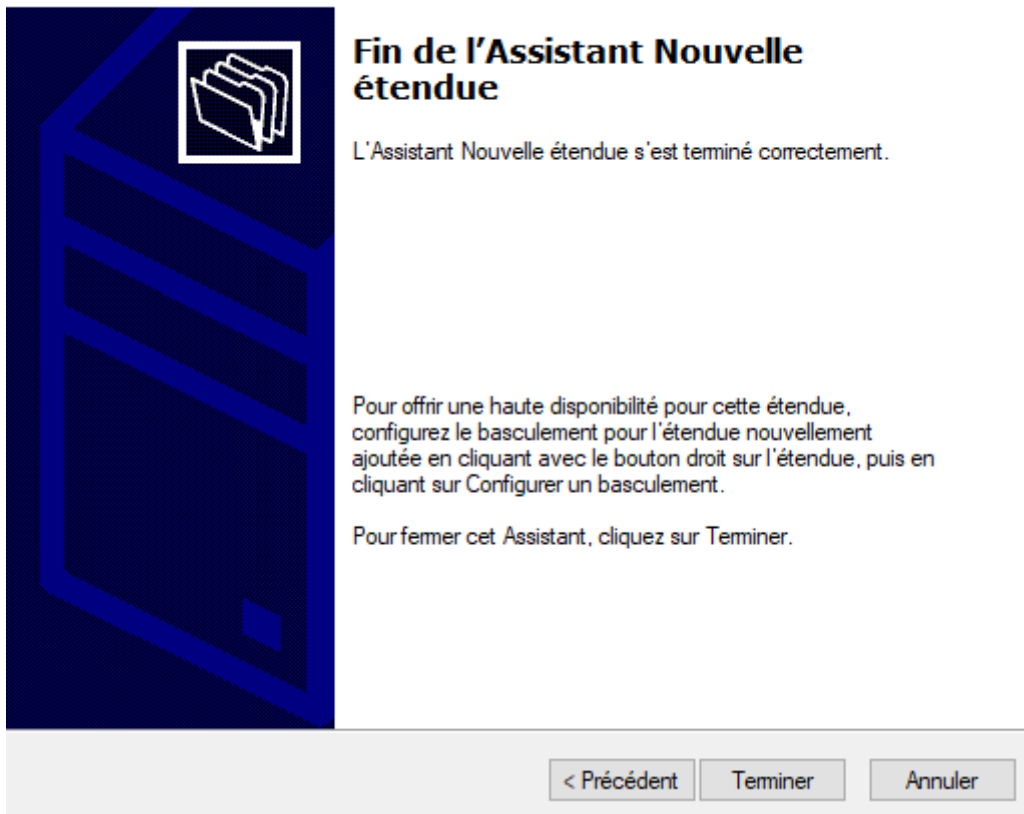 Fin de l’Assistant Nouvelle
étendue
L’Assistant Nouvelle étendue s’est terminé correctement.
Pour offrir une haute disponibilité pour cette étendue,
configurez le basculement pour l’étendue nouvellement
ajoutée en cliquant avec le bouton droit sur l’étendue, puis en
cliquant sur Configurer un basculement.
Pour fermer cet Assistant, cliquez sur Terminer.
< Précédent Terminer Annuler